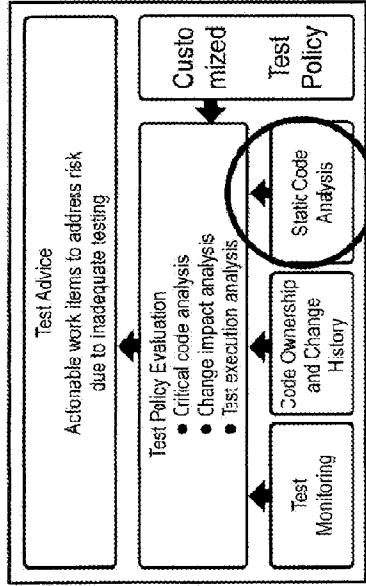 Test Advice
Actionable work items to address risk
due to inadequate testing
Test Policy Evaluation
● Critical code analysis
● Change impact analysis
● Test execution analysis
Custo
mized
Test
Policy
Test
Monitoring
Code Ownership
and Change
History
Static Code
Analysis